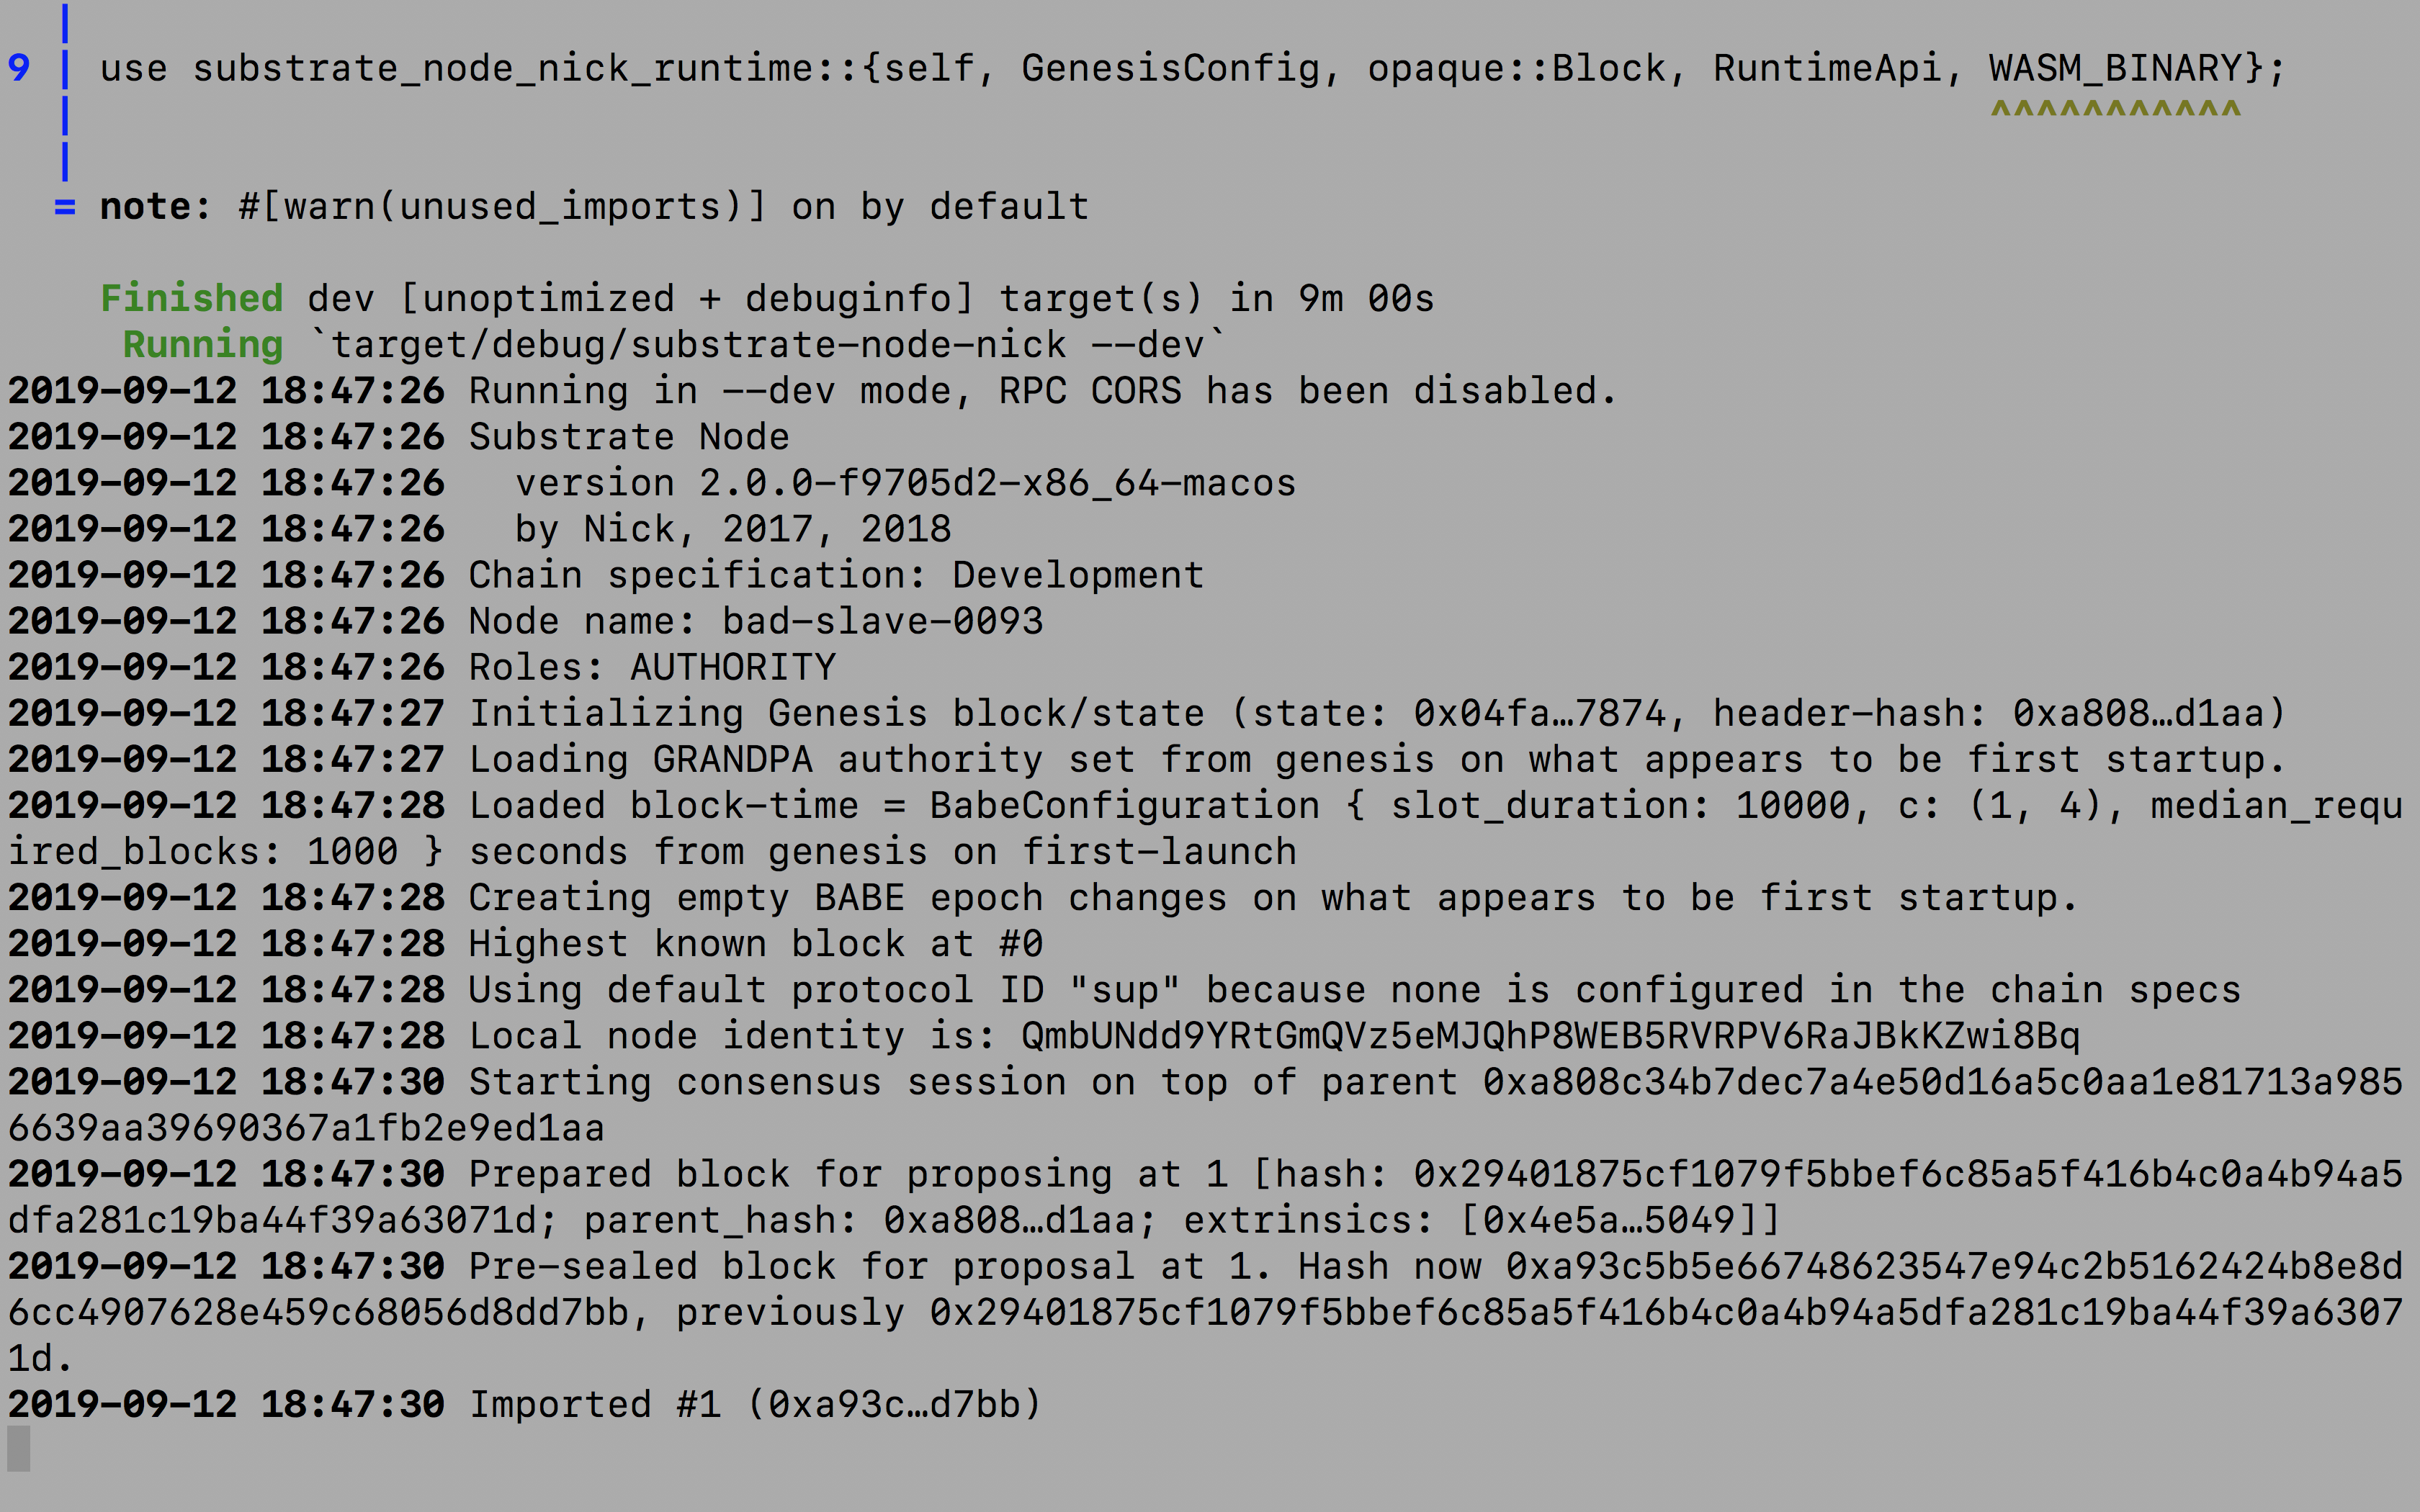 |
9 | use substrate_node_nick_runtime::{self, GenesisConfig, opaque::Block, RuntimeApi, WASM_BINARY};
| ^^^^^^^^^^^
|
= note: #[warn(unused_imports)] on by default
Finished dev [unoptimized + debuginfo] target(s) in 9m 00s
Running `target/debug/substrate-node-nick --dev`
2019-09-12 18:47:26 Running in --dev mode, RPC CORS has been disabled.
2019-09-12 18:47:26 Substrate Node
2019-09-12 18:47:26   version 2.0.0-f9705d2-x86_64-macos
2019-09-12 18:47:26   by Nick, 2017, 2018
2019-09-12 18:47:26 Chain specification: Development
2019-09-12 18:47:26 Node name: bad-slave-0093
2019-09-12 18:47:26 Roles: AUTHORITY
2019-09-12 18:47:27 Initializing Genesis block/state (state: 0x04fa…7874, header-hash: 0xa808…d1aa)
2019-09-12 18:47:27 Loading GRANDPA authority set from genesis on what appears to be first startup.
2019-09-12 18:47:28 Loaded block-time = BabeConfiguration { slot_duration: 10000, c: (1, 4), median_requ
ired_blocks: 1000 } seconds from genesis on first-launch
2019-09-12 18:47:28 Creating empty BABE epoch changes on what appears to be first startup.
2019-09-12 18:47:28 Highest known block at #0
2019-09-12 18:47:28 Using default protocol ID "sup" because none is configured in the chain specs
2019-09-12 18:47:28 Local node identity is: QmbUNdd9YRtGmQVz5eMJQhP8WEB5RVRPV6RaJBkKZwi8Bq
2019-09-12 18:47:30 Starting consensus session on top of parent 0xa808c34b7dec7a4e50d16a5c0aa1e81713a985
6639aa39690367a1fb2e9ed1aa
2019-09-12 18:47:30 Prepared block for proposing at 1 [hash: 0x29401875cf1079f5bbef6c85a5f416b4c0a4b94a5
dfa281c19ba44f39a63071d; parent_hash: 0xa808…d1aa; extrinsics: [0x4e5a…5049]]
2019-09-12 18:47:30 Pre-sealed block for proposal at 1. Hash now 0xa93c5b5e66748623547e94c2b5162424b8e8d
6cc4907628e459c68056d8dd7bb, previously 0x29401875cf1079f5bbef6c85a5f416b4c0a4b94a5dfa281c19ba44f39a6307
1d.
2019-09-12 18:47:30 Imported #1 (0xa93c…d7bb)